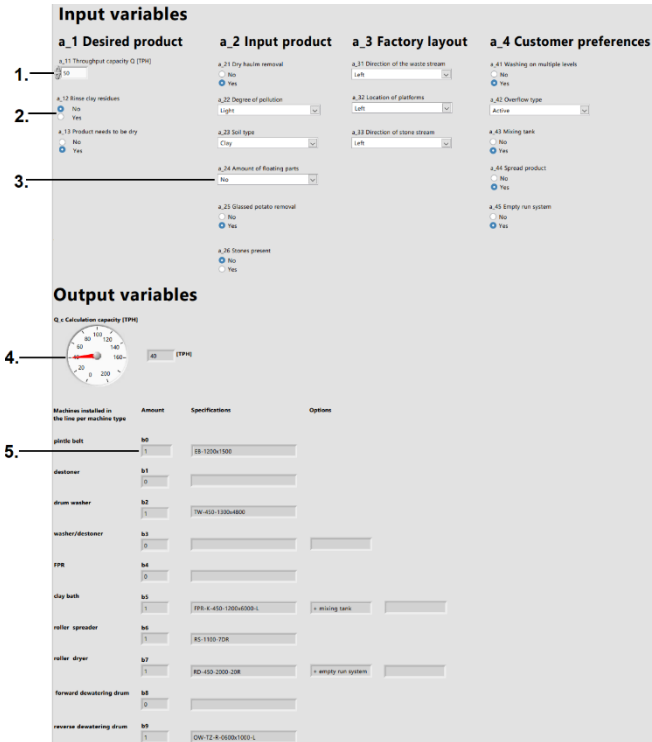 Input variables
a_1 Desired product
a_2 Input product
a_3 Factory layout
a_4 Customer preferences
1.
a_11 Throughput capacity Q [TPH]
50
2.
a_12 Rinse clay residues
No
Yes
a_13 Product needs to be dry
No
Yes
a_21 Dry haulm removal
No
Yes
a_22 Degree of pollution
Light
a_23 Soil type
Clay
3.
a_24 Amount of floating parts
No
a_25 Glassed potato removal
No
Yes
a_26 Stones present
No
Yes
a_31 Direction of the waste stream
Left
a_32 Location of platforms
Left
a_33 Direction of stone stream
Left
a_41 Washing on multiple levels
No
Yes
a_42 Overflow type
Active
a_43 Mixing tank
No
Yes
a_44 Spread product
No
Yes
a_45 Empty run system
No
Yes
Output variables
Q_c Calculation capacity [TPH]
4.
0 20 40 60 80 100 120 140 160 200
[TPH]
Machines installed in
the line per machine type
Amount
Specifications
Options
5.
pintle belt
b0
1
EB-1200x1500
destoner
b1
0
drum washer
b2
1
TW-450-1300x4800
washer/destoner
b3
0
FPR
b4
0
clay bath
b5
1
FPR-K-450-1200x6000-L
+ mixing tank
roller spreader
b6
1
RS-1100-7DR
roller dryer
b7
1
RD-450-2000-20R
+ empty run system
forward dewatering drum
b8
0
reverse dewatering drum
b9
1
OW-TZ-R-0600x1000-L